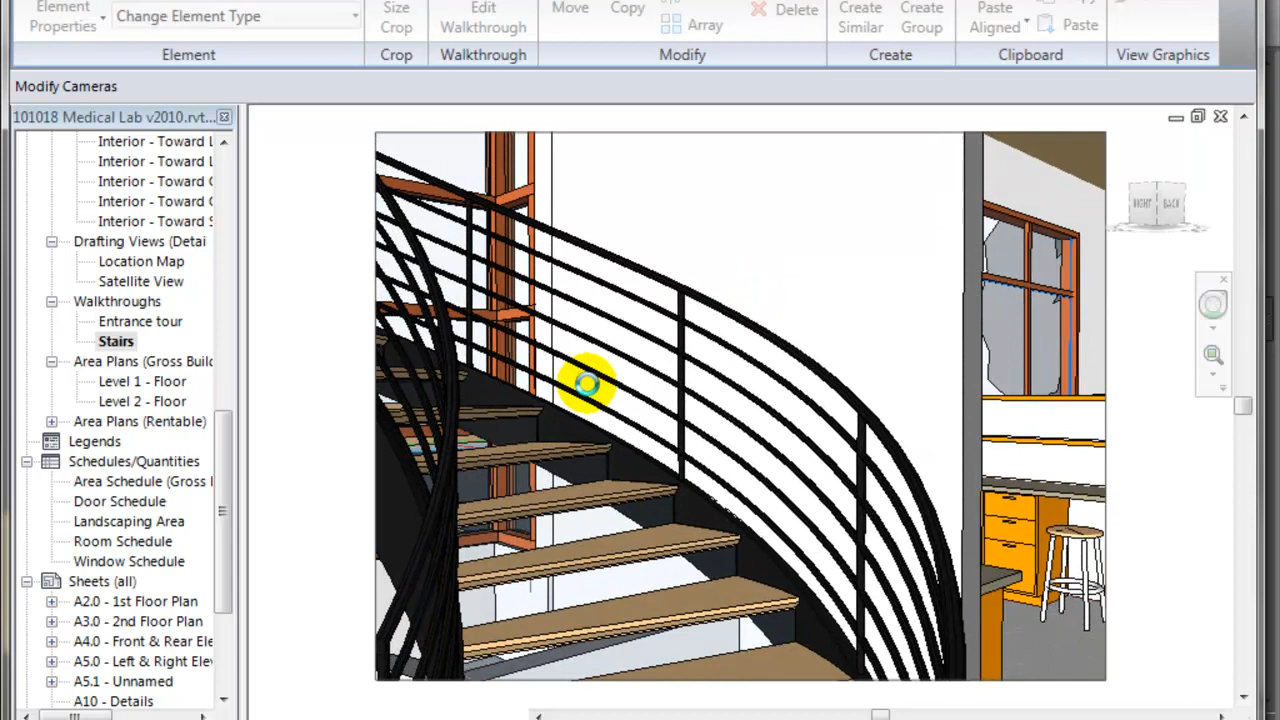 Element
Properties
Change Element Type
Size
Crop
Edit
Walkthrough
Move
Copy
Array
Delete
Create
Similar
Create
Group
Paste
Aligned
Paste
Element
Crop
Walkthrough
Modify
Create
Clipboard
View Graphics
Modify Cameras
101018 Medical Lab v2010.rvt...
Interior - Toward L
Interior - Toward L
Interior - Toward C
Interior - Toward C
Interior - Toward S
Drafting Views (Detai
Location Map
Satellite View
Walkthroughs
Entrance tour
Stairs
Area Plans (Gross Build
Level 1 - Floor
Level 2 - Floor
Area Plans (Rentable)
Legends
Schedules/Quantities
Area Schedule (Gross I
Door Schedule
Landscaping Area
Room Schedule
Window Schedule
Sheets (all)
A2.0 - 1st Floor Plan
A3.0 - 2nd Floor Plan
A4.0 - Front & Rear Ele
A5.0 - Left & Right Elev
A5.1 - Unnamed
A10 - Details
RIGHT
BACK